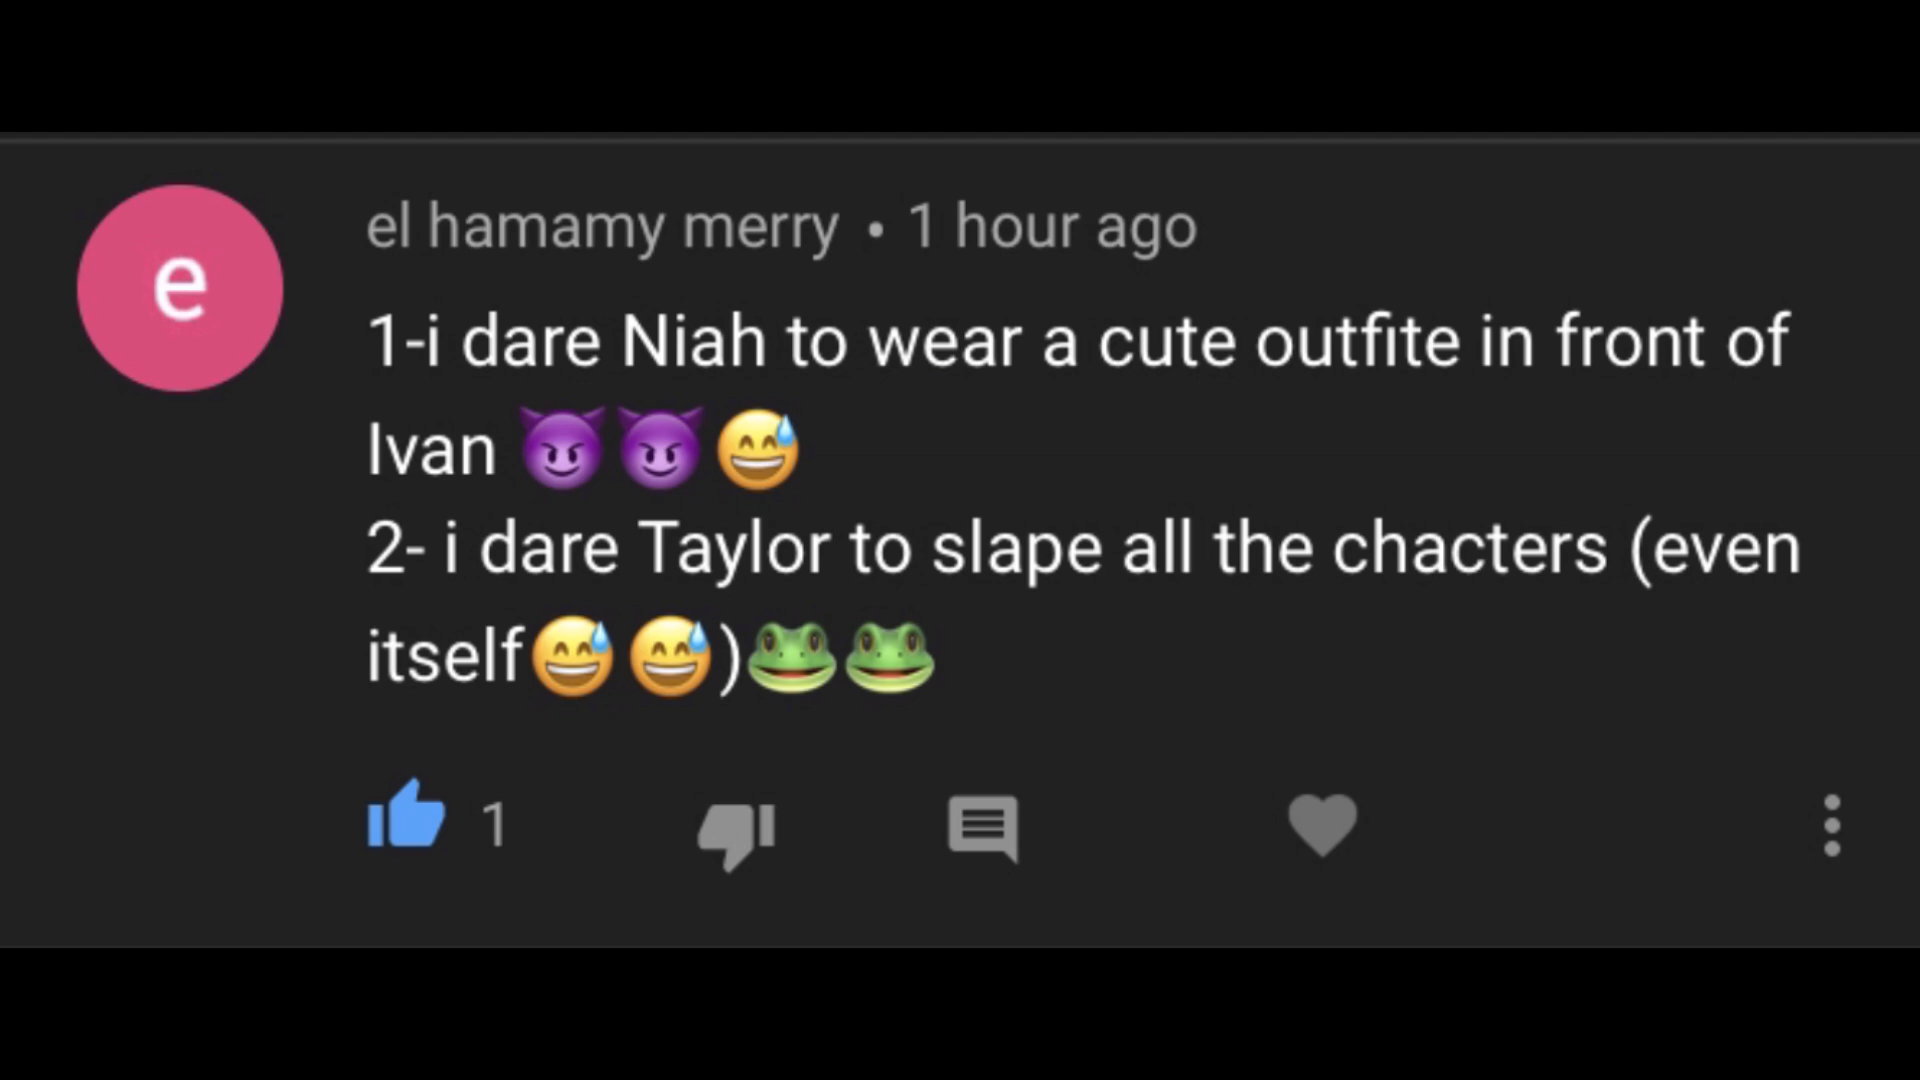 e
el hamamy merry • 1 hour ago
1-i dare Niah to wear a cute outfite in front of
Ivan 😈😈😅
2- i dare Taylor to slape all the chacters (even
itself😅😅)🐸🐸
1